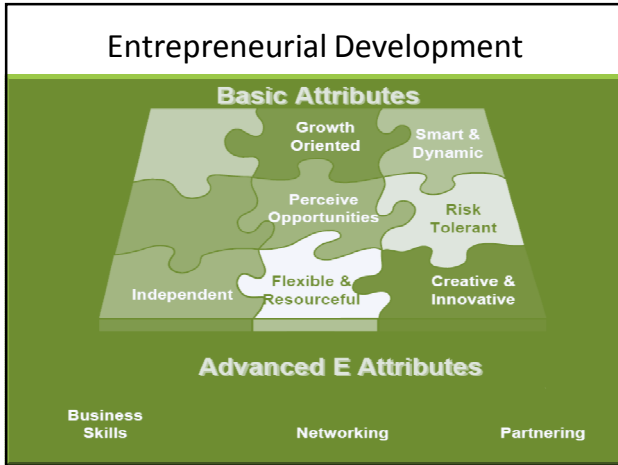 Entrepreneurial Development
Basic Attributes
Growth
Oriented
Smart &
Dynamic
Perceive
Opportunities
Risk
Tolerant
Independent
Flexible &
Resourceful
Creative &
Innovative
Advanced E Attributes
Business
Skills
Networking
Partnering